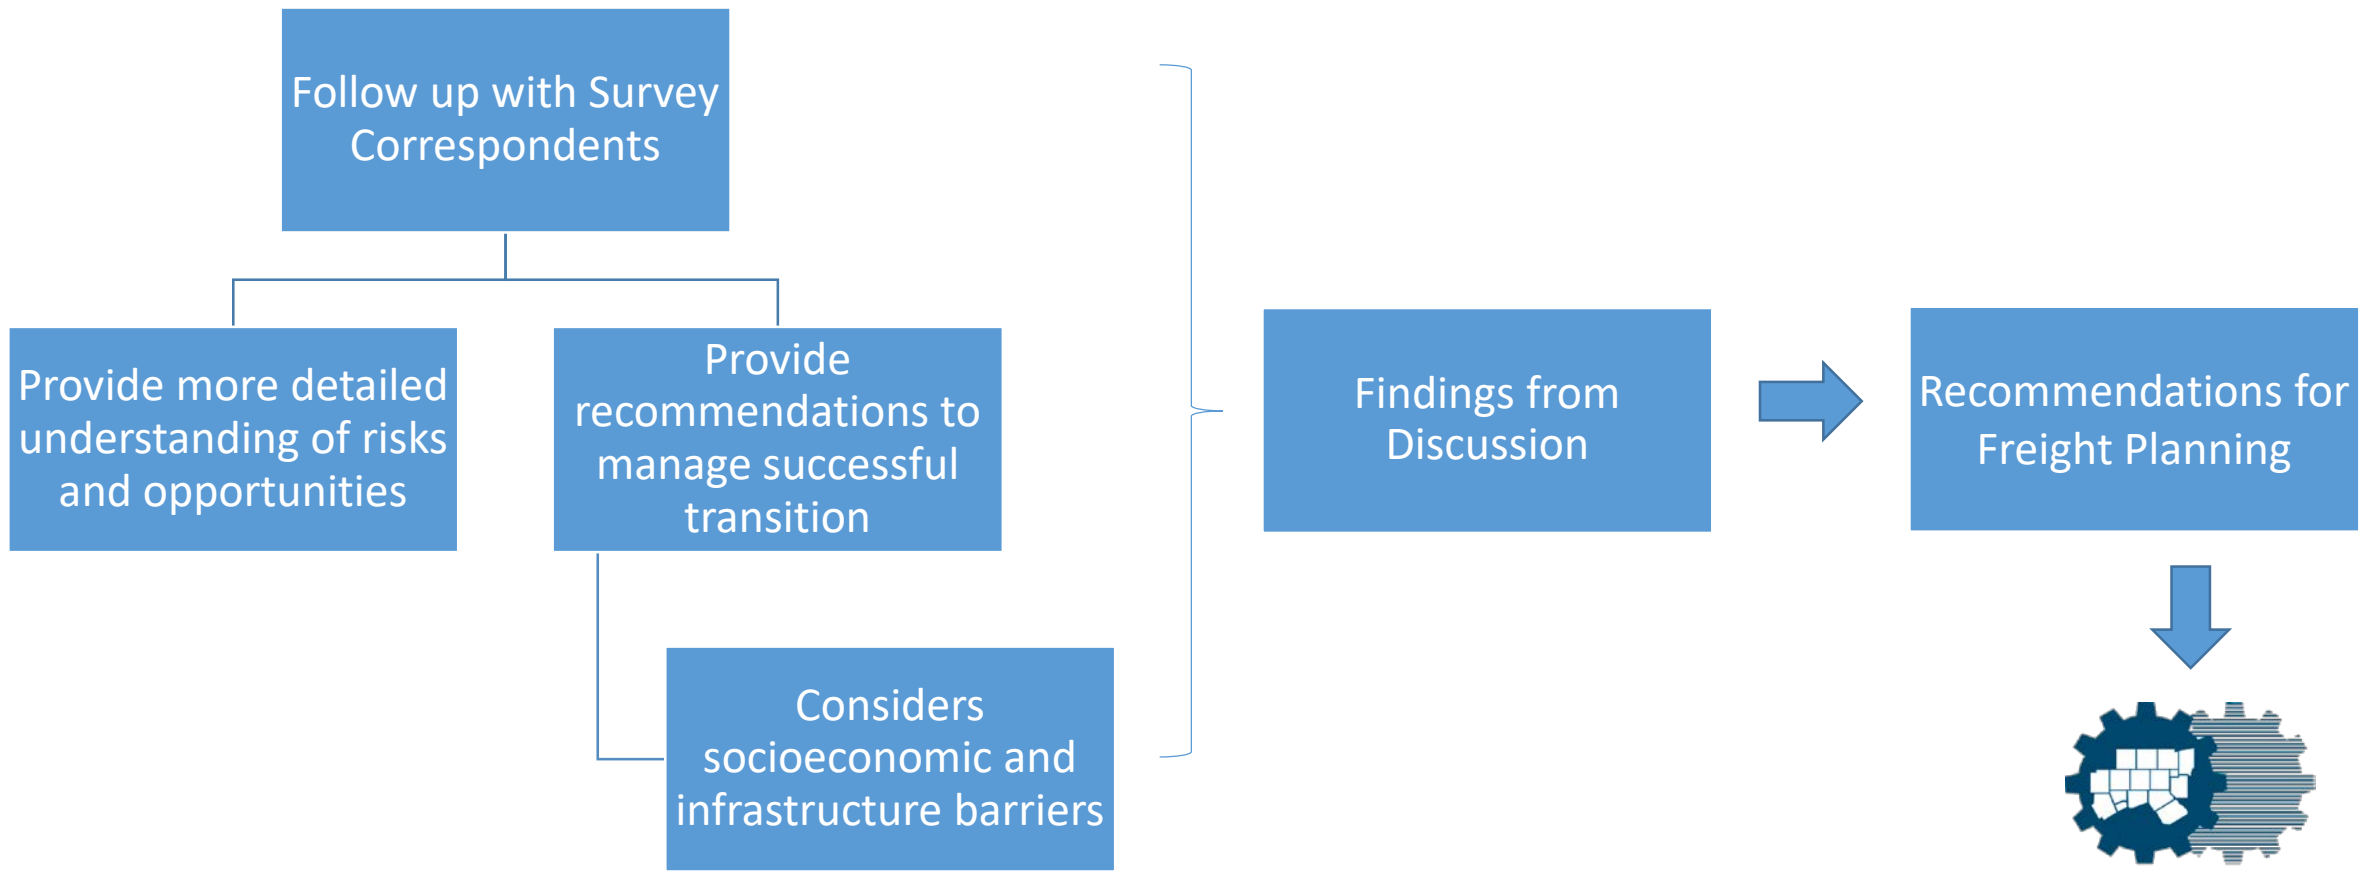 Follow up with Survey
Correspondents
Provide more detailed
understanding of risks
and opportunities
Provide
recommendations to
manage successful
transition
Considers
socioeconomic and
infrastructure barriers
Findings from
Discussion
Recommendations for
Freight Planning